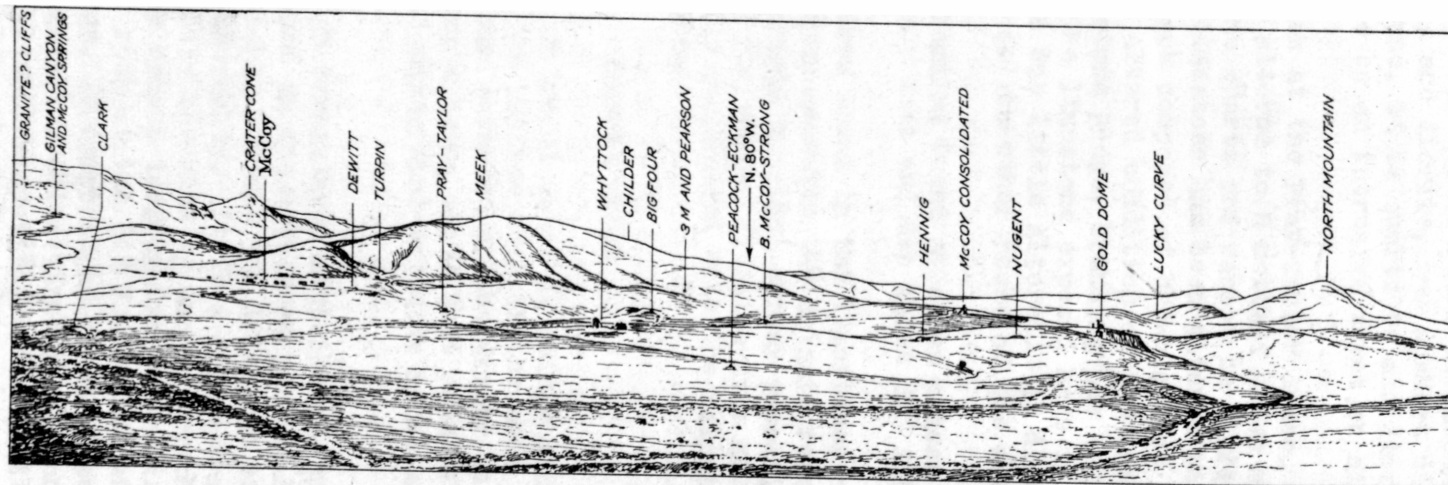 GRANITE? CLIFFS
GILMAN CANYON
AND McCOY SPRINGS
CLARK
CRATER CONE
McCoy
DEWITT
TURPIN
PRAY-TAYLOR
MEEK
WHYTTOCK
CHILDER
BIG FOUR
3 M AND PEARSON
PEACOCK-ECKMAN
N. 80° W.
B. McCOY-STRONG
HENNIG
McCOY CONSOLIDATED
NUGENT
GOLD DOME
LUCKY CURVE
NORTH MOUNTAIN